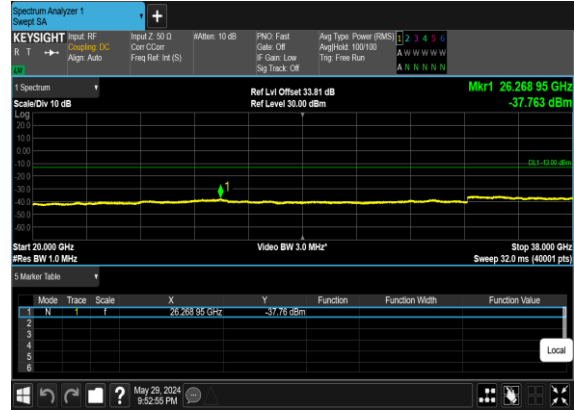 Spectrum Analyzer 1
Swept SA
KEYSIGHT
R T
LXI
Input: RF
Coupling: DC
Align: Auto
Input Z: 50 Ω
Corr CCorr
Freq Ref: Int (S)
#Atten: 10 dB
PNO: Fast
Gate: Off
IF Gain: Low
Sig Track: Off
Avg Type: Power (RMS)
Avg|Hold: 100/100
Trig: Free Run
1 2 3 4 5 6
A W W W W W
A N N N N N
1 Spectrum
Scale/Div 10 dB
Ref Lvl Offset 33.81 dB
Ref Level 30.00 dBm
Mkr1 26.268 95 GHz
-37.763 dBm
Log
20.0
10.0
0.00
-10.0
-20.0
-30.0
-40.0
-50.0
-60.0
1
DL1 -13.00 dBm
Start 20.000 GHz
#Res BW 1.0 MHz
Video BW 3.0 MHz*
Stop 38.000 GHz
Sweep 32.0 ms (40001 pts)
5 Marker Table
Mode Trace Scale X Y Function Function Width Function Value
1 N 1 f 26.268 95 GHz -37.76 dBm
2
3
4
5
6
Local
?
May 29, 2024
9:52:55 PM